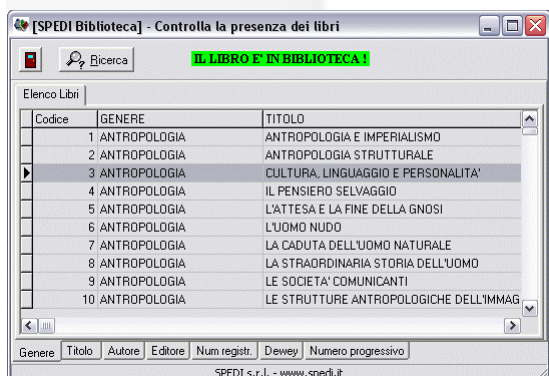 [SPEDI Biblioteca] - Controlla la presenza dei libri
Ricerca IL LIBRO E' IN BIBLIOTECA !
Elenco Libri
Codice GENERE TITOLO
1 ANTROPOLOGIA ANTROPOLOGIA E IMPERIALISMO
2 ANTROPOLOGIA ANTROPOLOGIA STRUTTURALE
3 ANTROPOLOGIA CULTURA, LINGUAGGIO E PERSONALITA'
4 ANTROPOLOGIA IL PENSIERO SELVAGGIO
5 ANTROPOLOGIA L'ATTESA E LA FINE DELLA GNOSI
6 ANTROPOLOGIA L'UOMO NUDO
7 ANTROPOLOGIA LA CADUTA DELL'UOMO NATURALE
8 ANTROPOLOGIA LA STRAORDINARIA STORIA DELL'UOMO
9 ANTROPOLOGIA LE SOCIETA' COMUNICANTI
10 ANTROPOLOGIA LE STRUTTURE ANTROPOLOGICHE DELL'IMMAG
Genere Titolo Autore Editore Num registr. Dewey Numero progressivo
SPEDI s.r.l. - www.spedi.it